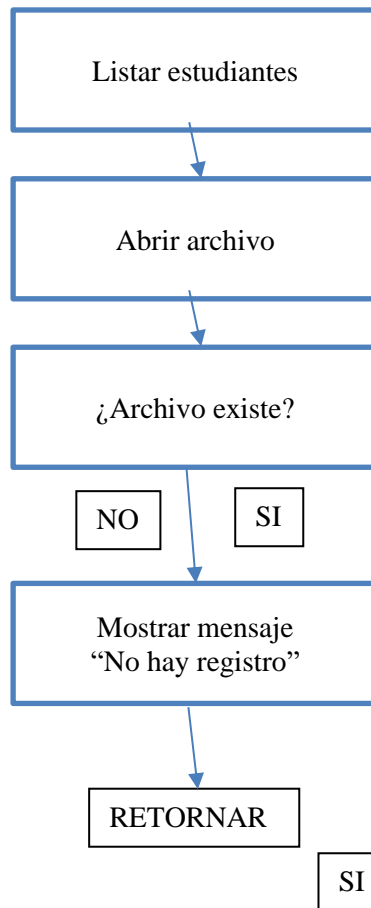 Listar estudiantes
Abrir archivo
¿Archivo existe?
NO
SI
Mostrar mensaje
“No hay registro”
RETORNAR
SI